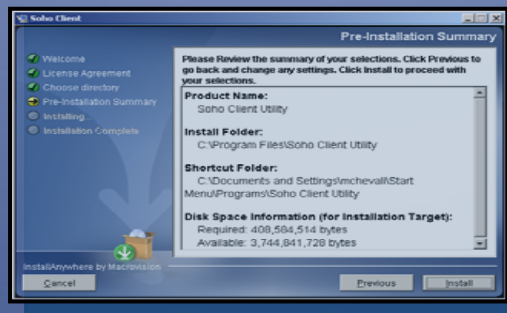 Soho Client
Pre-Installation Summary
Welcome
License Agreement
Choose directory
Pre-Installation Summary
Installing...
Installation Complete
Please Review the summary of your selections. Click Previous to
go back and change any settings. Click Install to proceed with
your selections.
Product Name:
Soho Client Utility
Install Folder:
C:\Program Files\Soho Client Utility
Shortcut Folder:
C:\Documents and Settings\mchevall\Start
Menu\Programs\Soho Client Utility
Disk Space Information (for Installation Target):
Required: 408,584,514 bytes
Available: 3,744,841,728 bytes
InstallAnywhere by Macrovision
Cancel
Previous
Install